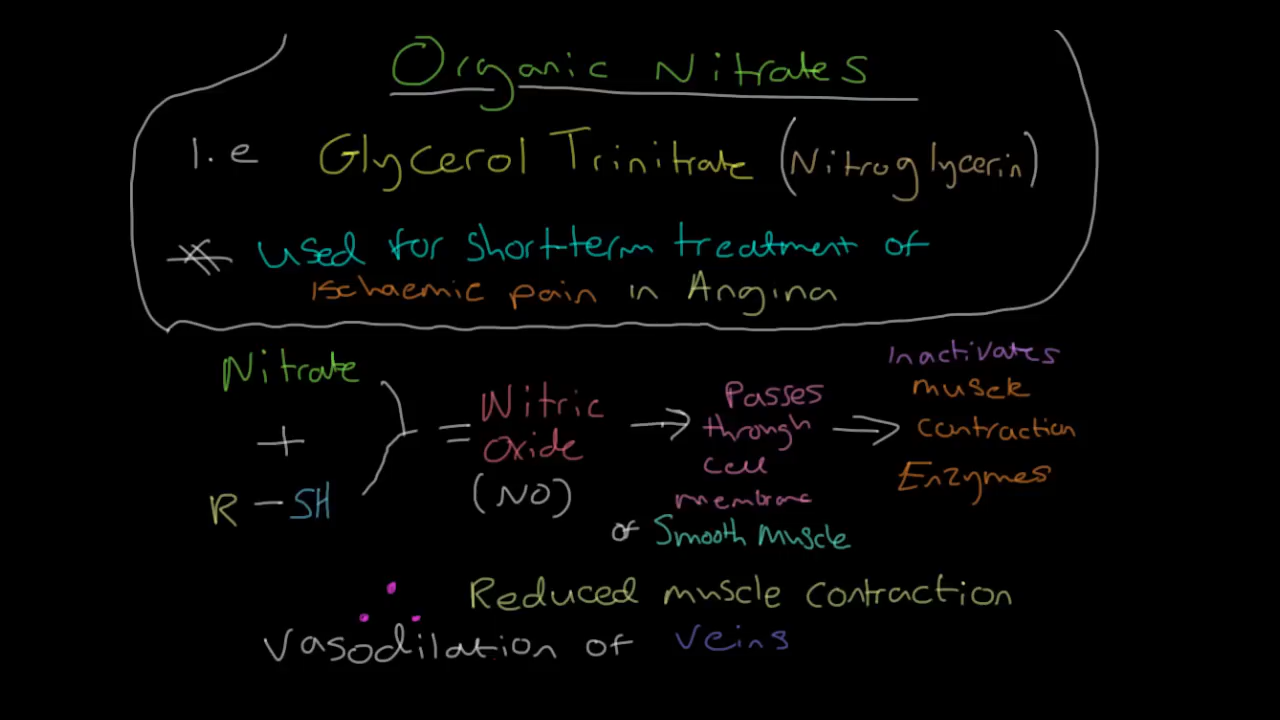 Organic Nitrates
I.e Glycerol Trinitrate (Nitroglycerin)
* used for short-term treatment of
Ischaemic pain in Angina
Nitrate
+
R-SH
= Nitric
Oxide
(NO)
→ Passes
through
cell
membrane
of Smooth Muscle
→ Inactivates
muscle
contraction
Enzymes
∴ Reduced muscle contraction
Vasodilation of veins